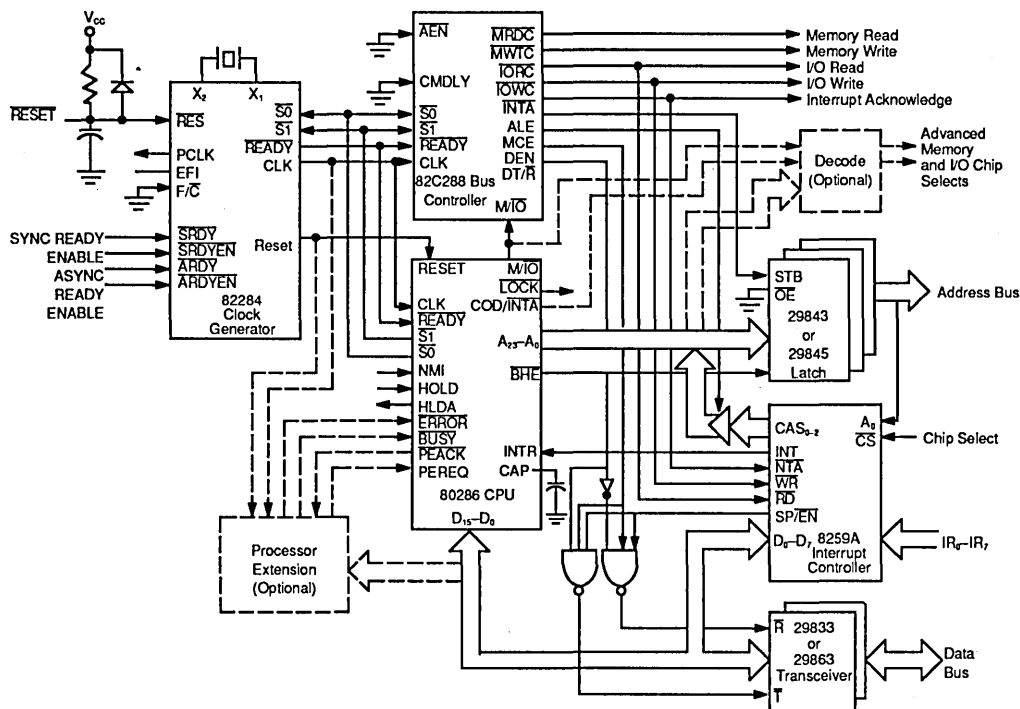 VCC
RESET
X2 X1
RES
PCLK
EFI
F/C
S0
S1
READY
CLK
SYNC READY
ENABLE
ASYNC
READY
ENABLE
SRDY
SRDYEN
ARDY
ARDYEN
Reset
82284
Clock
Generator
AEN
CMDLY
S0
S1
READY
CLK
MRDC
MWTC
IORC
IOWC
INTA
ALE
MCE
DEN
DT/R
82C288 Bus
Controller
M/IO
Memory Read
Memory Write
I/O Read
I/O Write
Interrupt Acknowledge
Decode
(Optional)
Advanced
Memory
and I/O Chip
Selects
RESET
CLK
READY
S1
S0
NMI
HOLD
HLDA
ERROR
BUSY
PEACK
PEREQ
M/IO
LOCK
COD/INTA
A23–A0
BHE
INTR
CAP
80286 CPU
D15–D0
STB
OE
29843
or
29845
Latch
Address Bus
CAS0-2
INT
NTA
WR
RD
SP/EN
D0–D7
A0
CS
8259A
Interrupt
Controller
Chip Select
IR0–IR7
Processor
Extension
(Optional)
R
29833
or
29863
Transceiver
T
Data
Bus